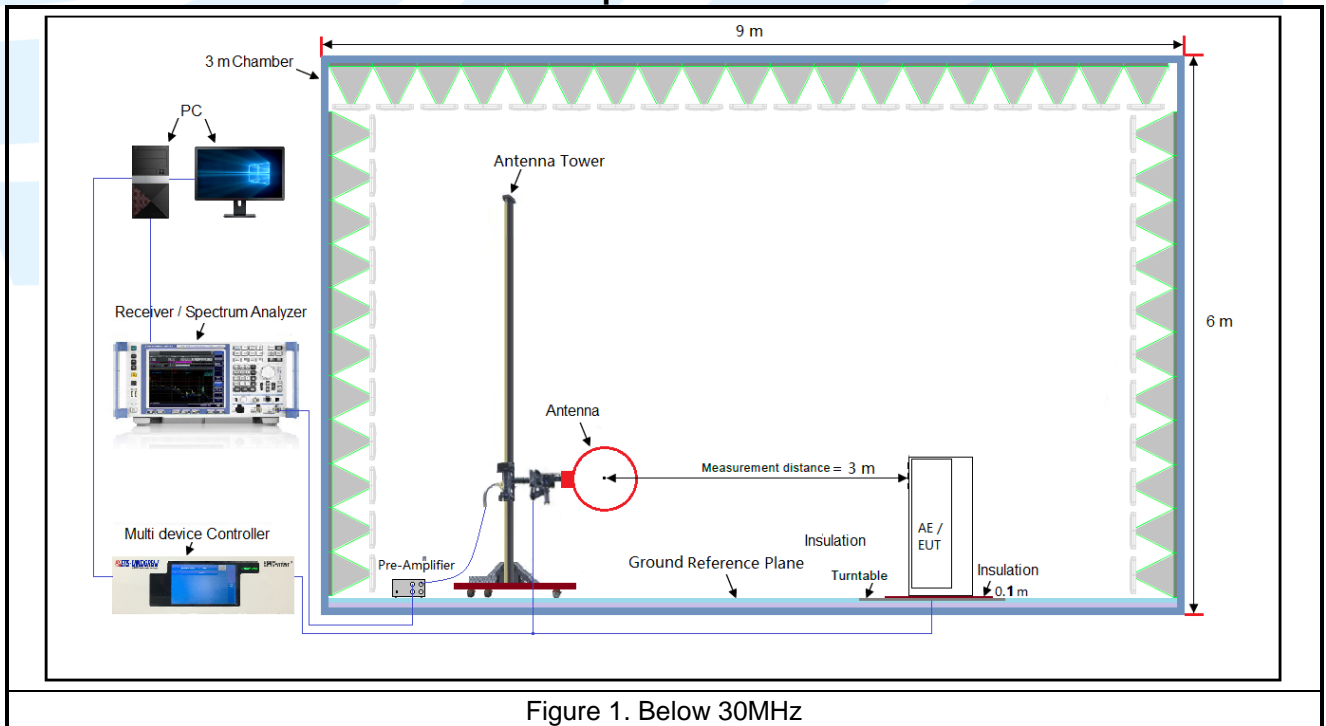 9 m
3 m Chamber
PC
Antenna Tower
Receiver / Spectrum Analyzer
6 m
Antenna
Measurement distance = 3 m
Multi device Controller
AE /
EUT
Insulation
Pre-Amplifier
Ground Reference Plane
Turntable
Insulation
0.1 m
Figure 1. Below 30MHz